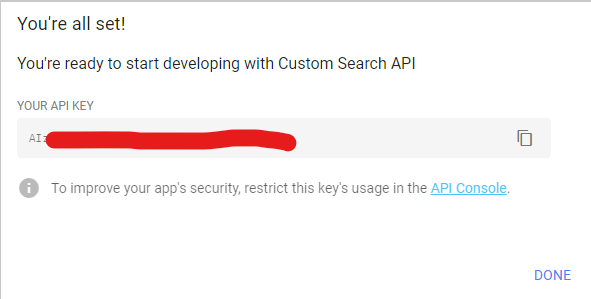 You're all set!
You're ready to start developing with Custom Search API
YOUR API KEY
AIz
To improve your app's security, restrict this key's usage in the API Console.
DONE